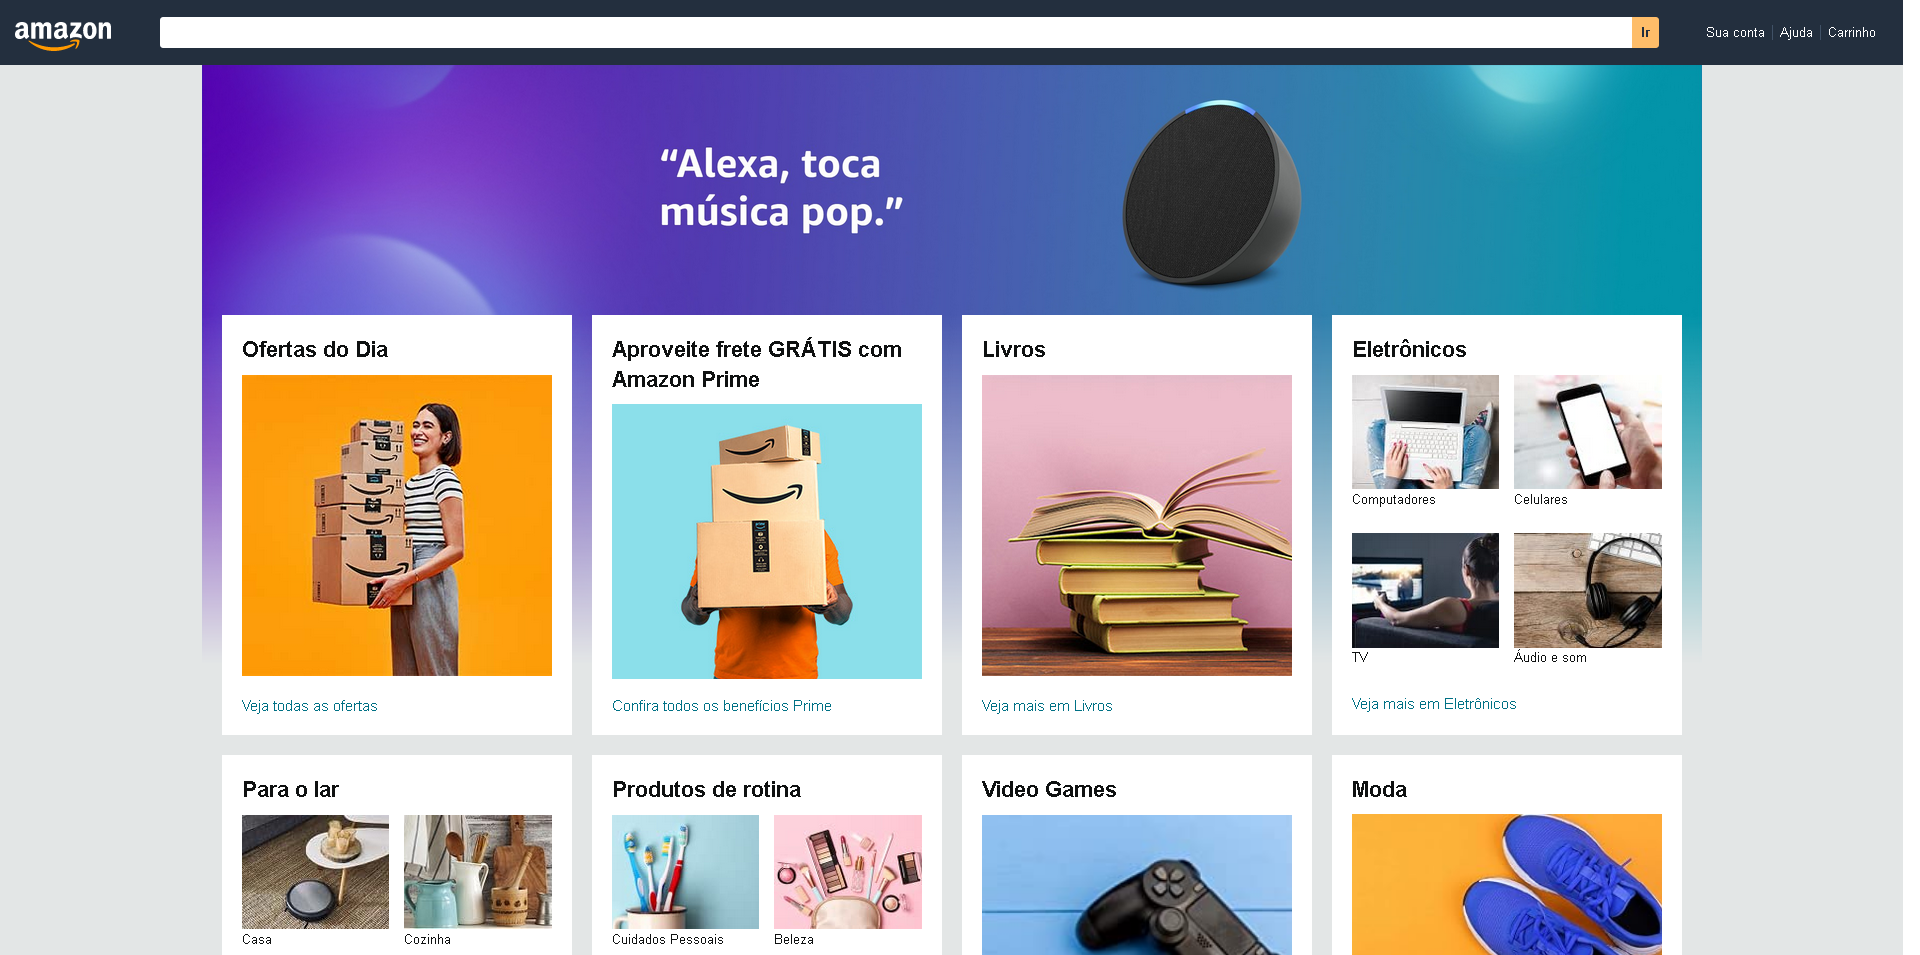 amazon
Ir
Sua conta
Ajuda
Carrinho
“Alexa, toca
música pop.”
Ofertas do Dia
Veja todas as ofertas
Aproveite frete GRÁTIS com
Amazon Prime
Confira todos os benefícios Prime
Livros
Veja mais em Livros
Eletrônicos
Computadores
Celulares
TV
Áudio e som
Veja mais em Eletrônicos
Para o lar
Casa
Cozinha
Produtos de rotina
Cuidados Pessoais
Beleza
Video Games
Moda